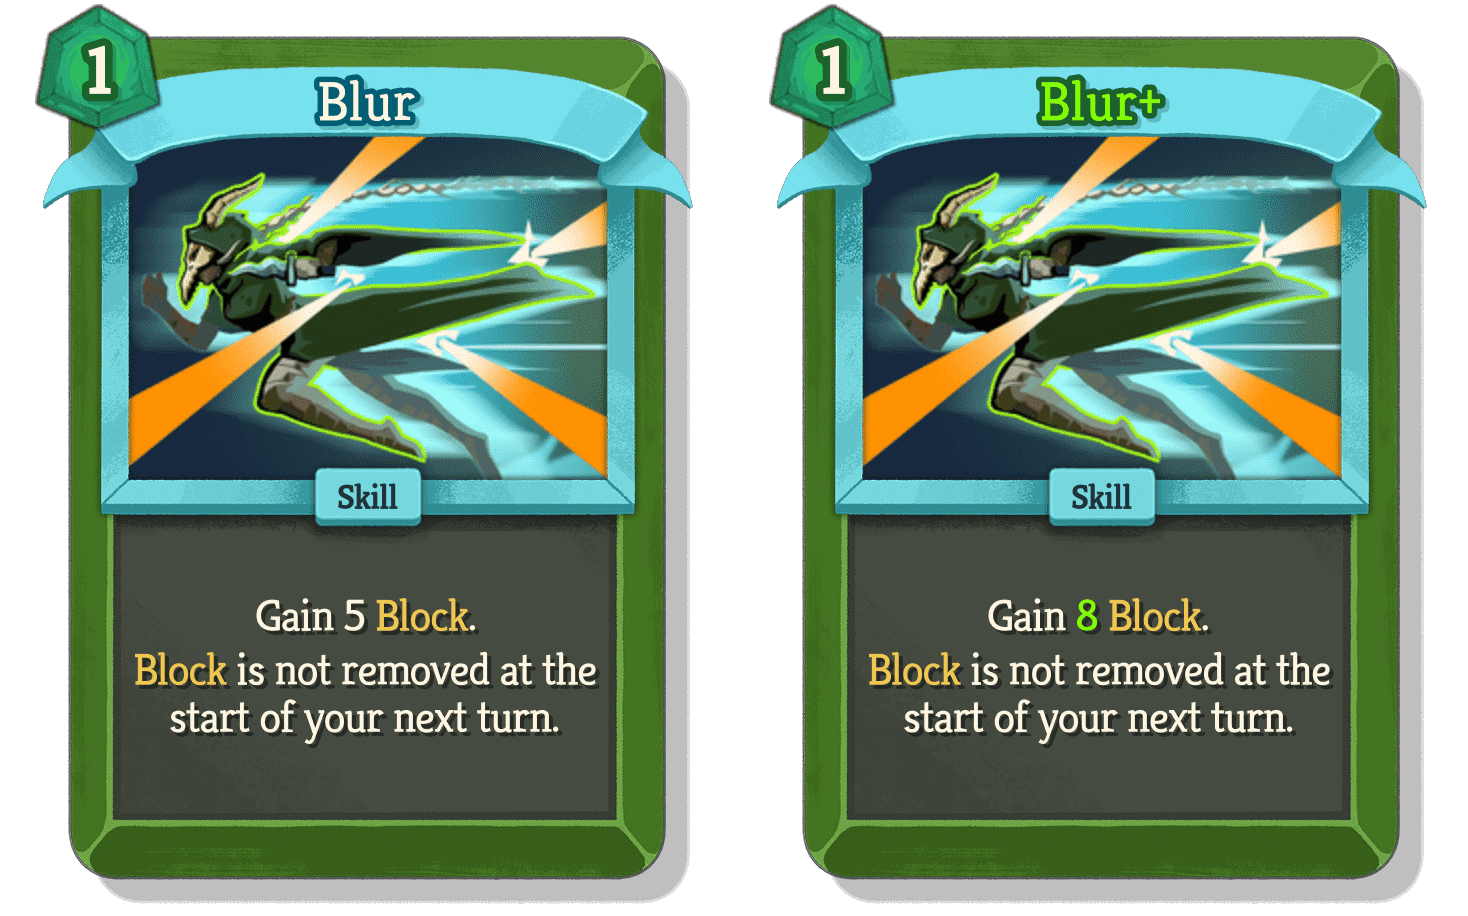 1
Blur
Skill
Gain 5 Block.
Block is not removed at the
start of your next turn.
1
Blur+
Skill
Gain 8 Block.
Block is not removed at the
start of your next turn.